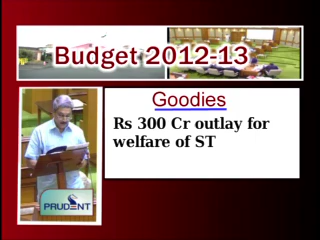 Budget 2012-13
Goodies
Rs 300 Cr outlay for
welfare of ST
PRUDENT